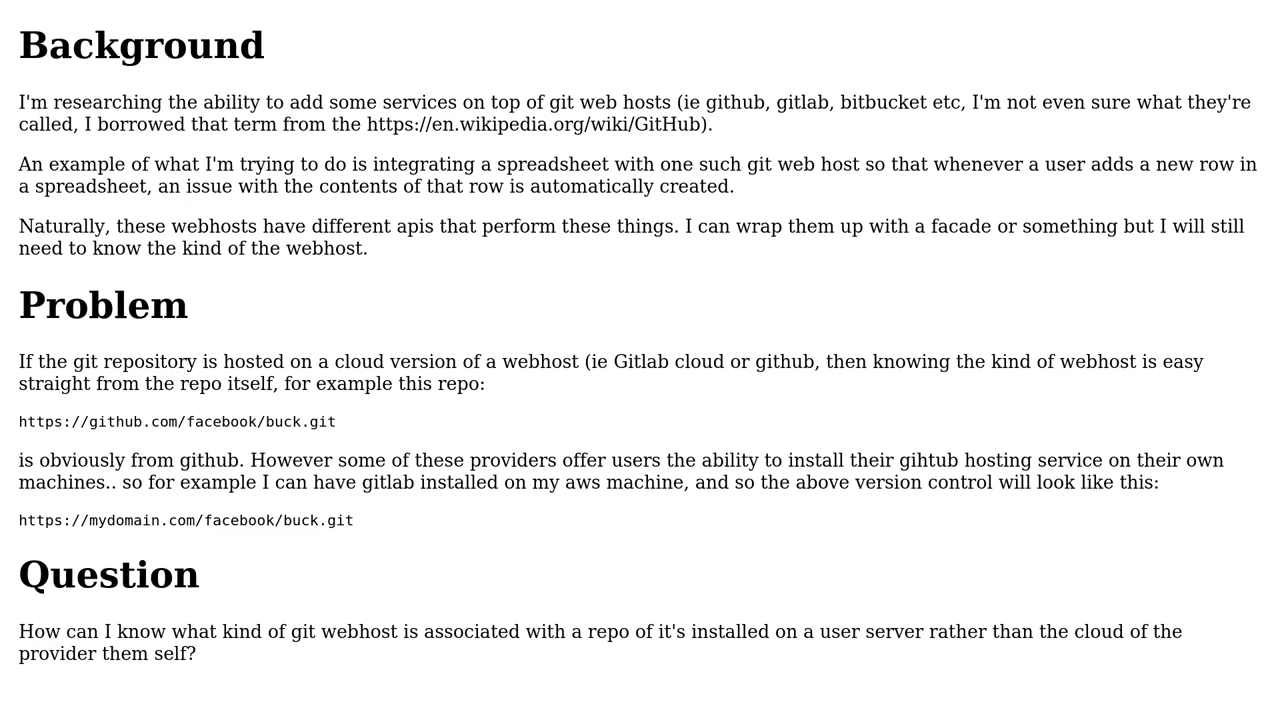 Background
I'm researching the ability to add some services on top of git web hosts (ie github, gitlab, bitbucket etc, I'm not even sure what they're
called, I borrowed that term from the https://en.wikipedia.org/wiki/GitHub).
An example of what I'm trying to do is integrating a spreadsheet with one such git web host so that whenever a user adds a new row in
a spreadsheet, an issue with the contents of that row is automatically created.
Naturally, these webhosts have different apis that perform these things. I can wrap them up with a facade or something but I will still
need to know the kind of the webhost.
Problem
If the git repository is hosted on a cloud version of a webhost (ie Gitlab cloud or github, then knowing the kind of webhost is easy
straight from the repo itself, for example this repo:
https://github.com/facebook/buck.git
is obviously from github. However some of these providers offer users the ability to install their gihtub hosting service on their own
machines.. so for example I can have gitlab installed on my aws machine, and so the above version control will look like this:
https://mydomain.com/facebook/buck.git
Question
How can I know what kind of git webhost is associated with a repo of it's installed on a user server rather than the cloud of the
provider them self?